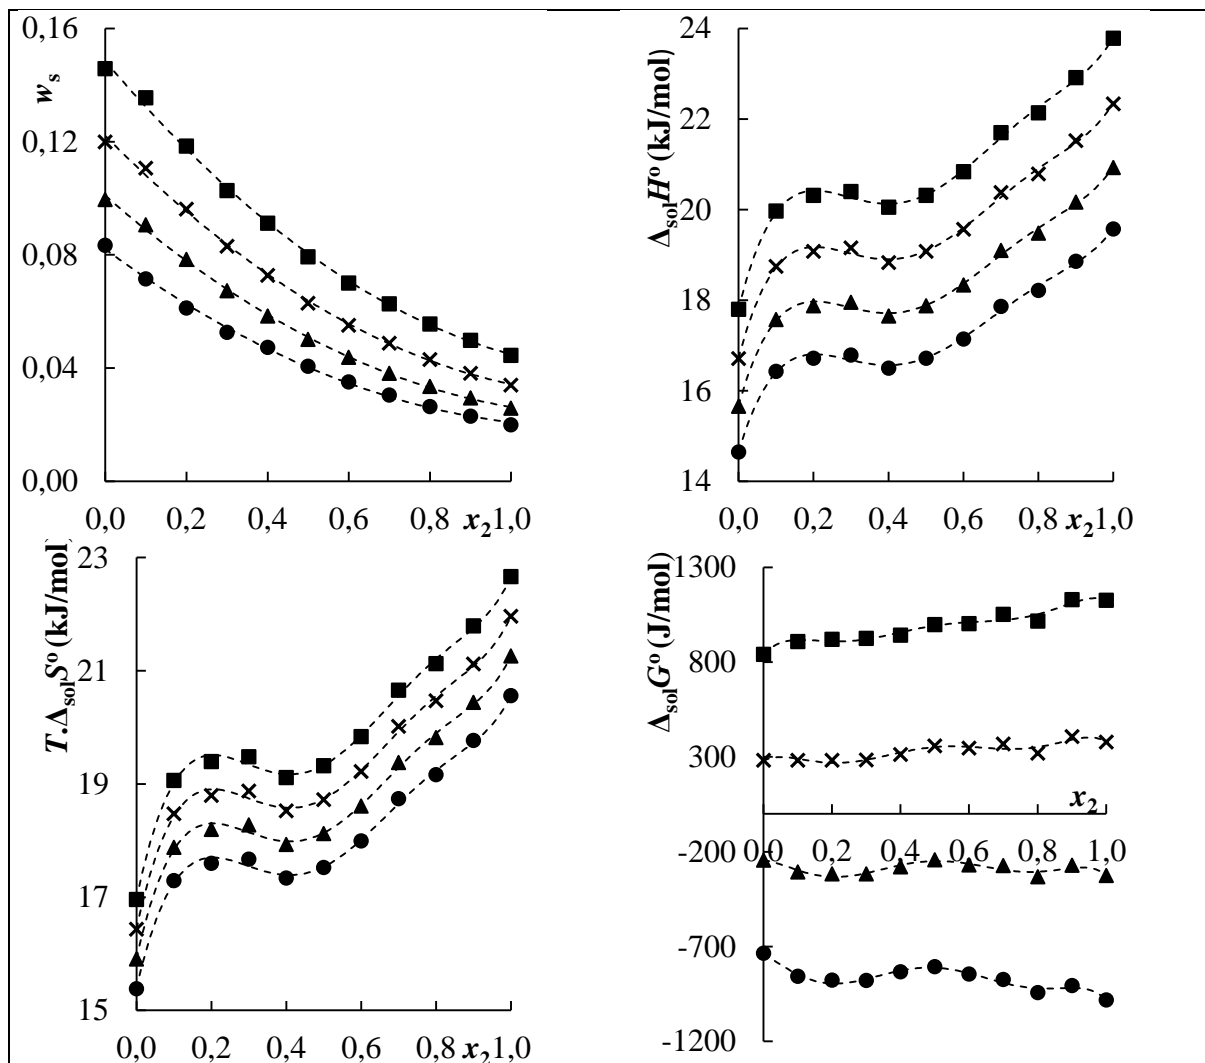 0,16
0,12
0,08
0,04
0,00
w_s
0,0 0,2 0,4 0,6 0,8 x₂ 1,0
24
22
20
18
16
14
Δ_sol H° (kJ/mol)
0,0 0,2 0,4 0,6 0,8 x₂ 1,0
23
21
19
17
15
T.Δ_sol S° (kJ/mol)
0,0 0,2 0,4 0,6 0,8 x₂ 1,0
1300
800
300
-200
-700
-1200
Δ_sol G° (J/mol)
x₂
0,0 0,2 0,4 0,6 0,8 1,0